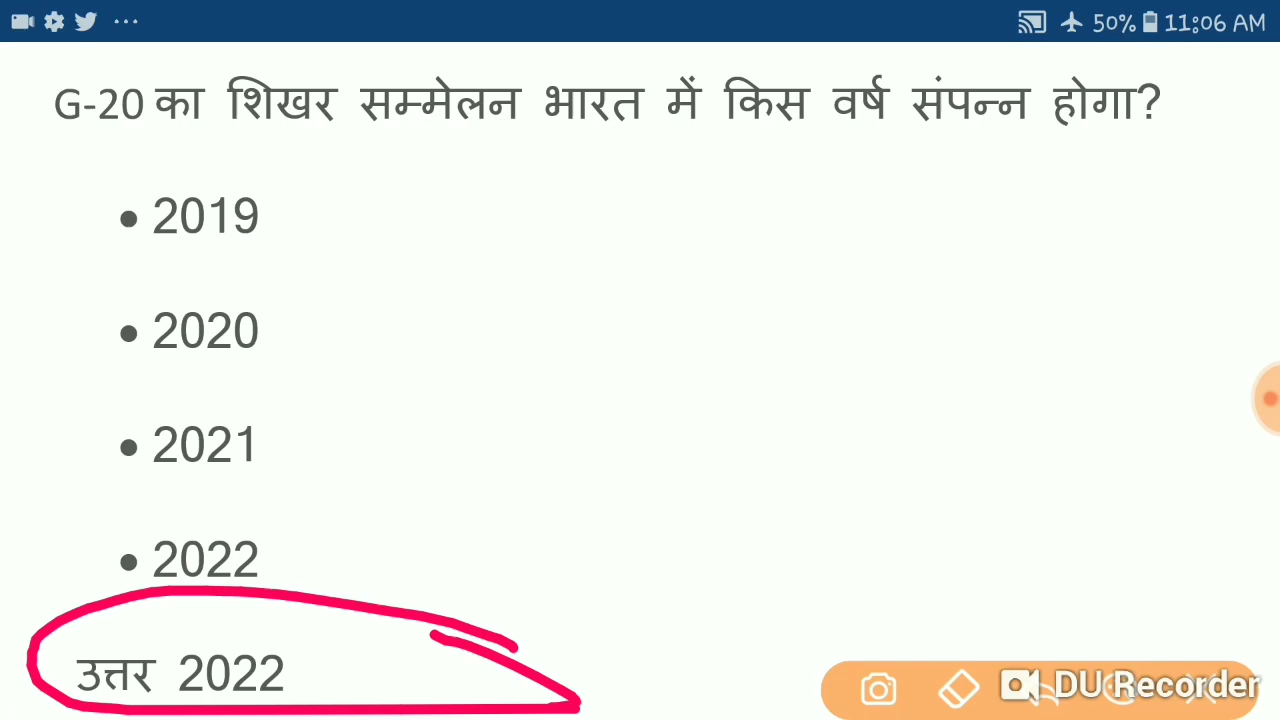 50% 11:06 AM
G-20 का शिखर सम्मेलन भारत में किस वर्ष संपन्न होगा?
• 2019
• 2020
• 2021
• 2022
उत्तर 2022
DU Recorder